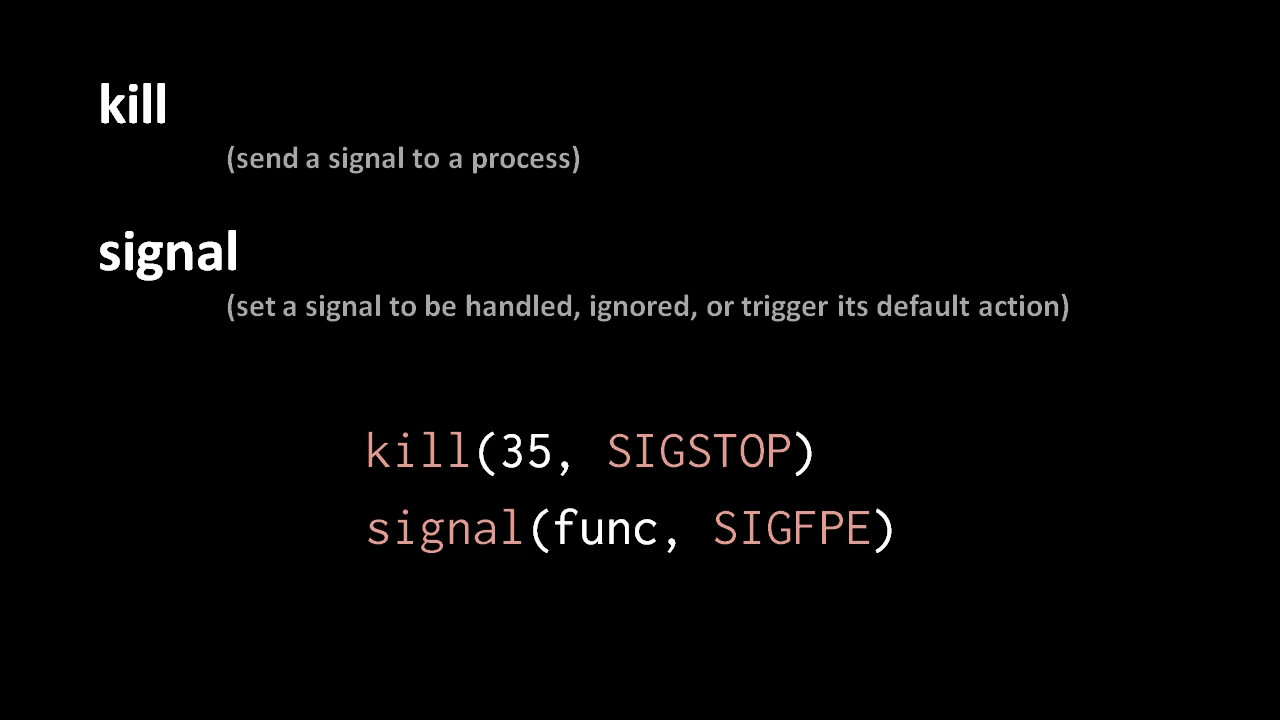 kill
(send a signal to a process)
signal
(set a signal to be handled, ignored, or trigger its default action)
kill(35, SIGSTOP)
signal(func, SIGFPE)